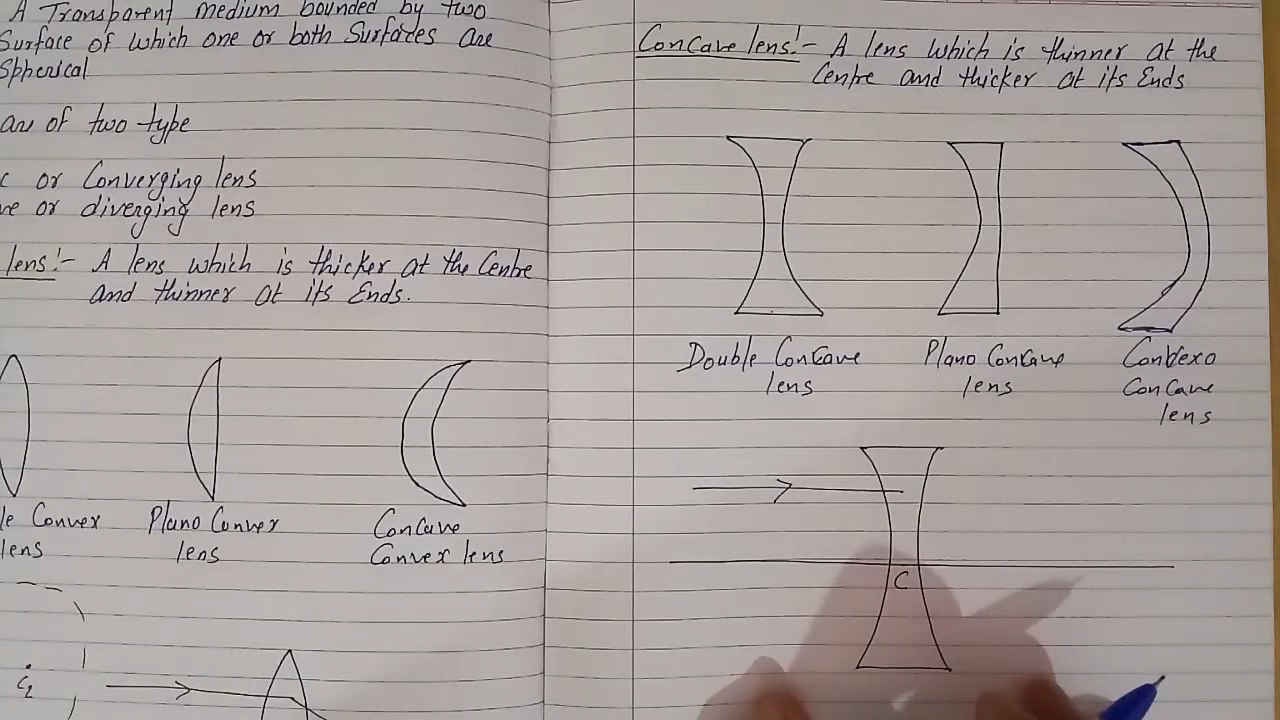 A Transparent medium bounded by two
Surface of which one or both Surfaces are
Spherical
are of two type
c or Converging lens
ve or diverging lens
lens:- A lens which is thicker at the Centre
and thinner at its Ends.
le Convex
lens
Plano Convex
lens
Concave
Convex lens
C2
Concave lens:- A lens which is thinner at the
Centre and thicker at its Ends
Double Concave
lens
Plano Concave
lens
Convexo
Concave
lens
C